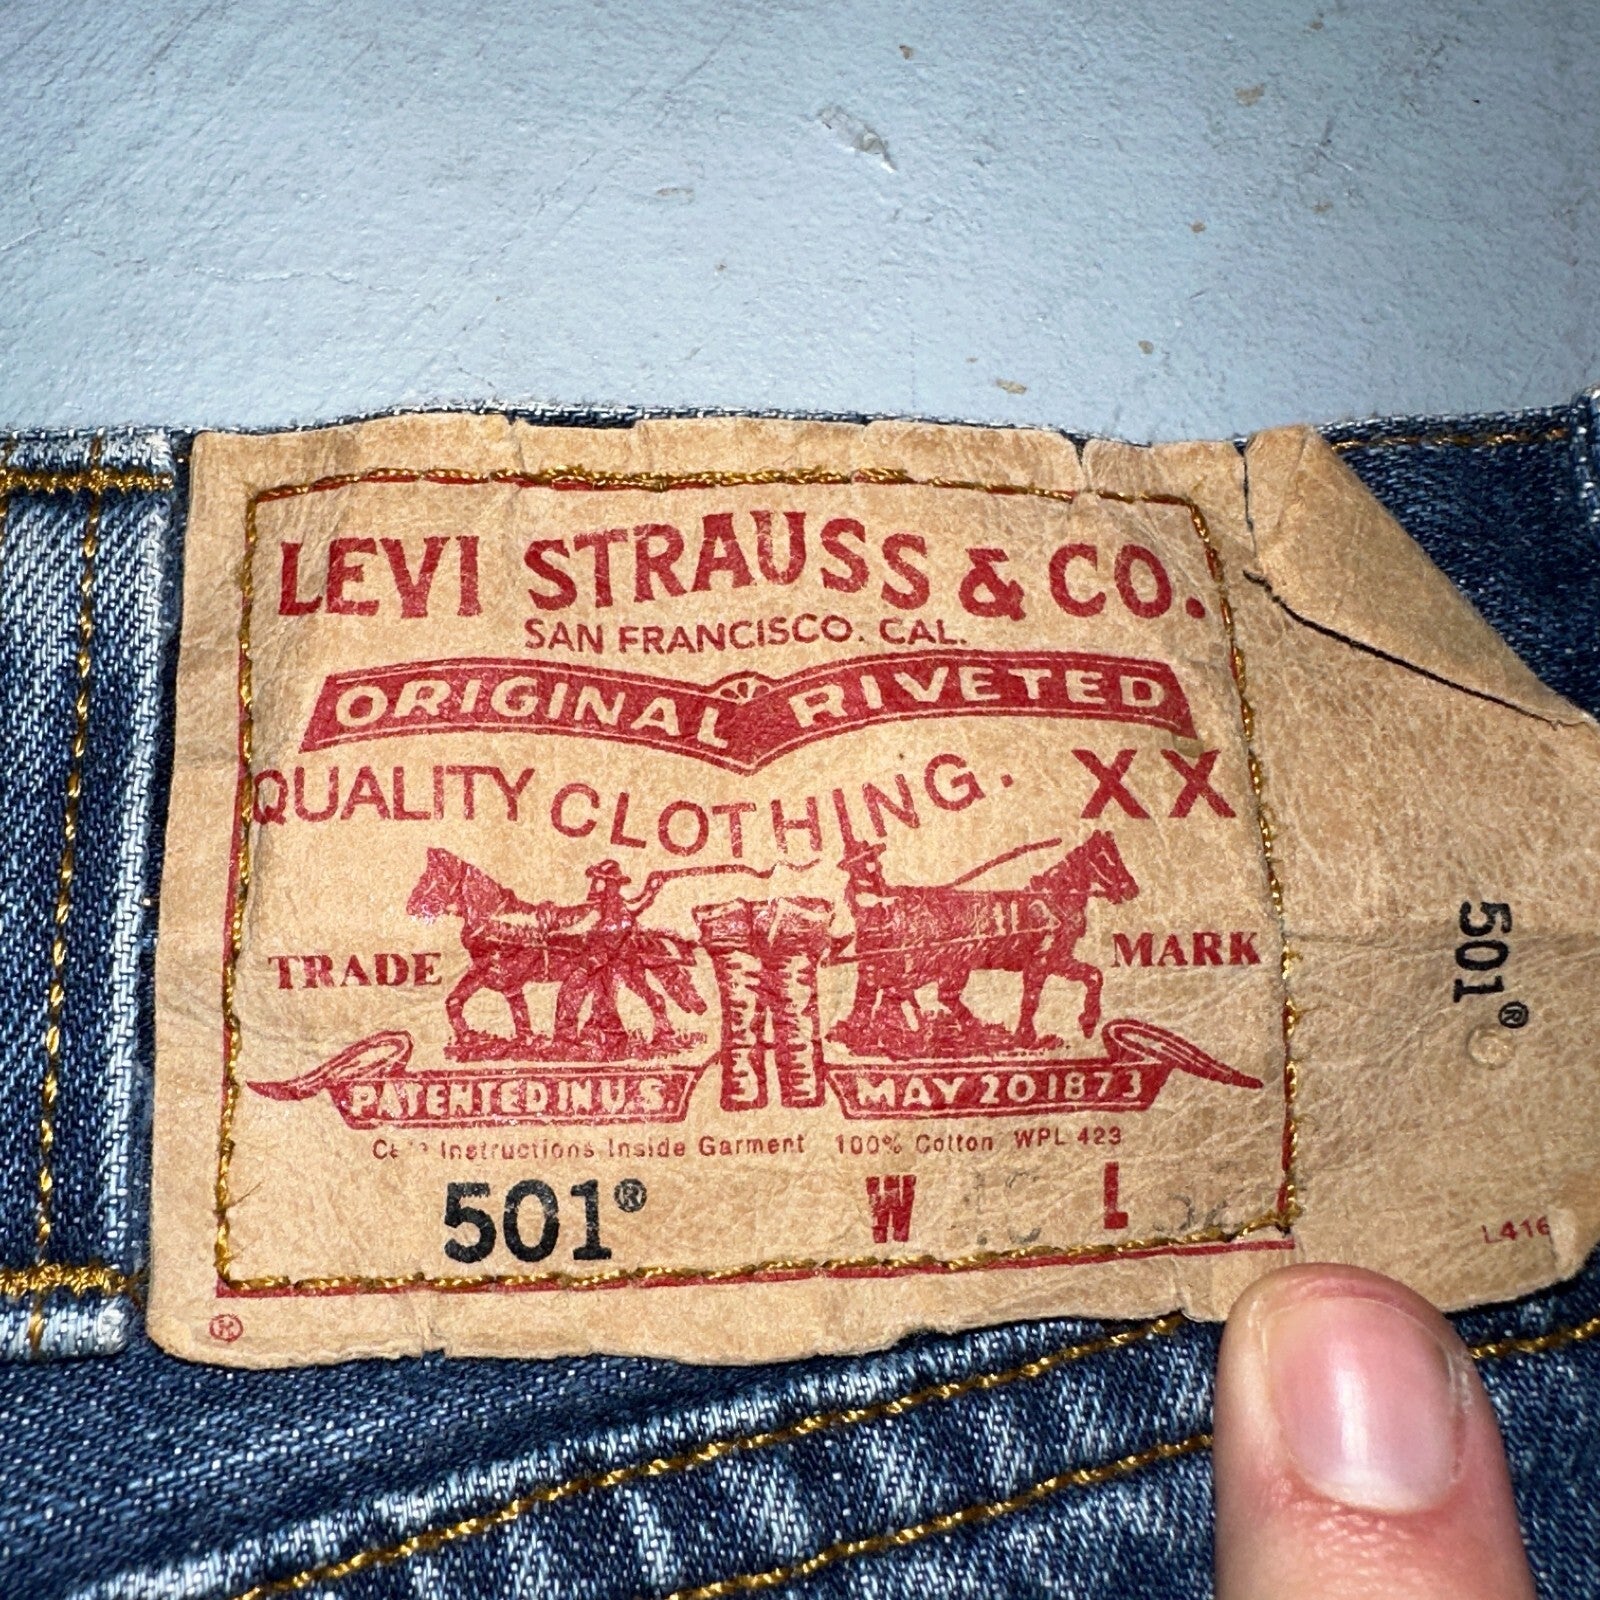 LEVI STRAUSS & CO.
SAN FRANCISCO. CAL.
ORIGINAL RIVETED
QUALITY CLOTHING. XX
TRADE MARK
PATENTED IN U.S. MAY 20 1873
Instructions Inside Garment 100% Cotton WPL 423
501® W L
®
501®
L416